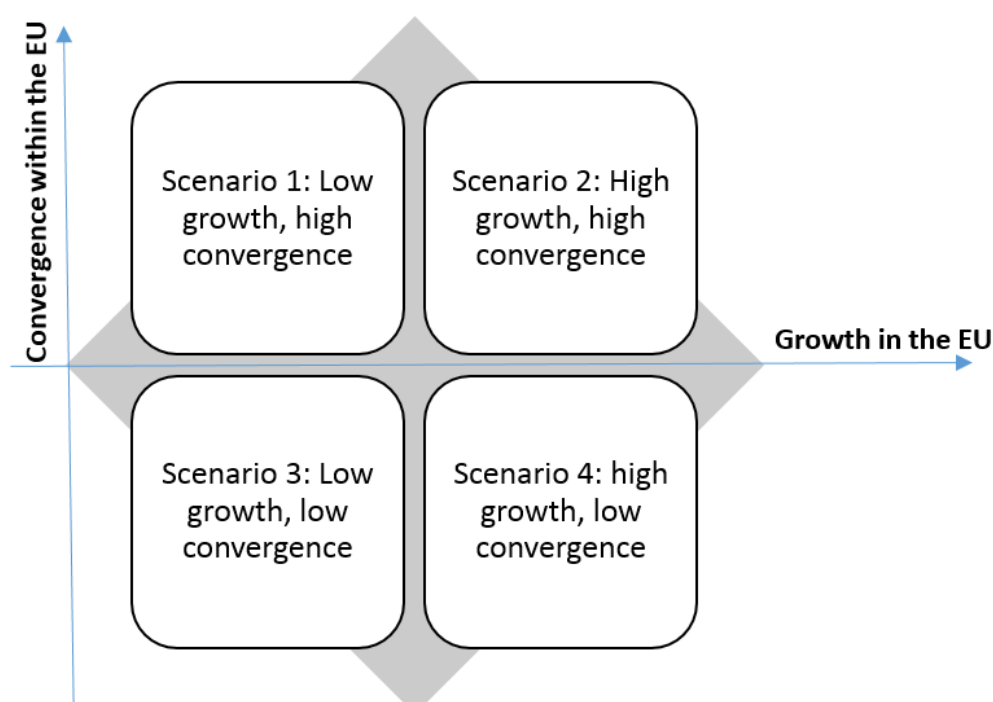 Convergence within the EU
Scenario 1: Low
growth, high
convergence
Scenario 2: High
growth, high
convergence
Growth in the EU
Scenario 3: Low
growth, low
convergence
Scenario 4: high
growth, low
convergence